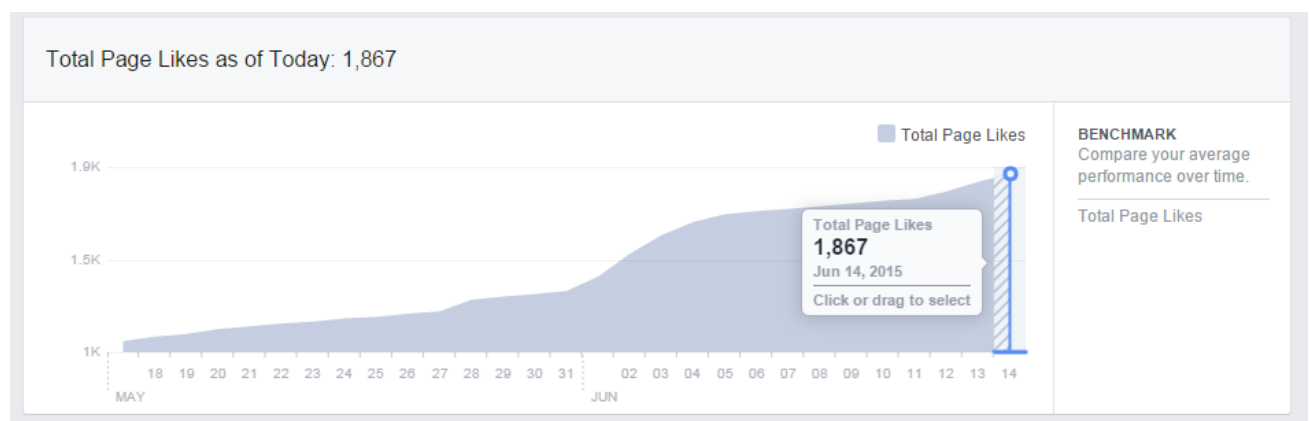 Total Page Likes as of Today: 1,867
Total Page Likes
BENCHMARK
Compare your average
performance over time.
Total Page Likes
1.9K
1.5K
1K
Total Page Likes
1,867
Jun 14, 2015
Click or drag to select
18 19 20 21 22 23 24 25 26 27 28 29 30 31 02 03 04 05 06 07 08 09 10 11 12 13 14
MAY JUN